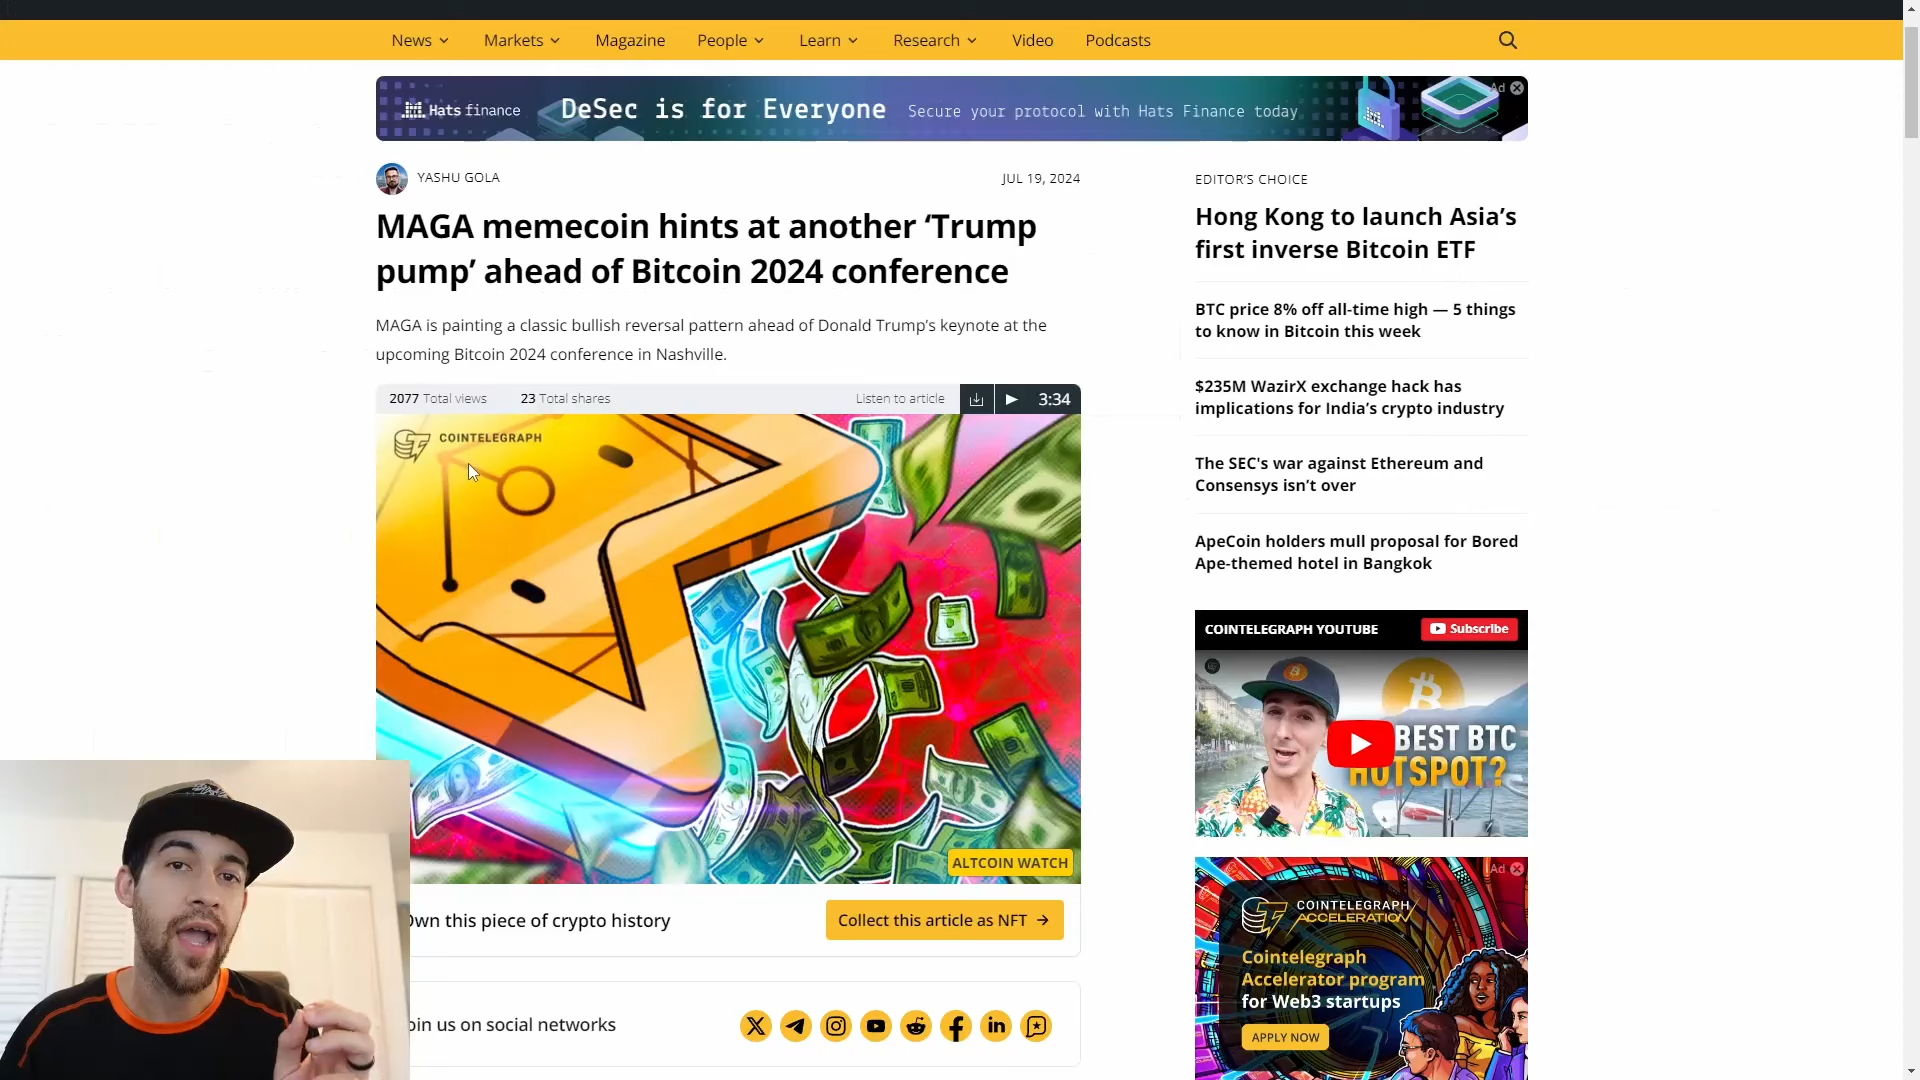 News
Markets
Magazine
People
Learn
Research
Video
Podcasts
Hats finance
DeSec is for Everyone
Secure your protocol with Hats Finance today
Ad
YASHU GOLA
JUL 19, 2024
MAGA memecoin hints at another ‘Trump
pump’ ahead of Bitcoin 2024 conference
MAGA is painting a classic bullish reversal pattern ahead of Donald Trump’s keynote at the
upcoming Bitcoin 2024 conference in Nashville.
2077 Total views
23 Total shares
Listen to article
3:34
COINTELEGRAPH
ALTCOIN WATCH
Own this piece of crypto history
Collect this article as NFT
oin us on social networks
EDITOR’S CHOICE
Hong Kong to launch Asia’s
first inverse Bitcoin ETF
BTC price 8% off all-time high — 5 things
to know in Bitcoin this week
$235M WazirX exchange hack has
implications for India’s crypto industry
The SEC's war against Ethereum and
Consensys isn’t over
ApeCoin holders mull proposal for Bored
Ape-themed hotel in Bangkok
COINTELEGRAPH YOUTUBE
Subscribe
BEST BTC
HOTSPOT?
Ad
COINTELEGRAPH
ACCELERATION
Cointelegraph
Accelerator program
for Web3 startups
APPLY NOW